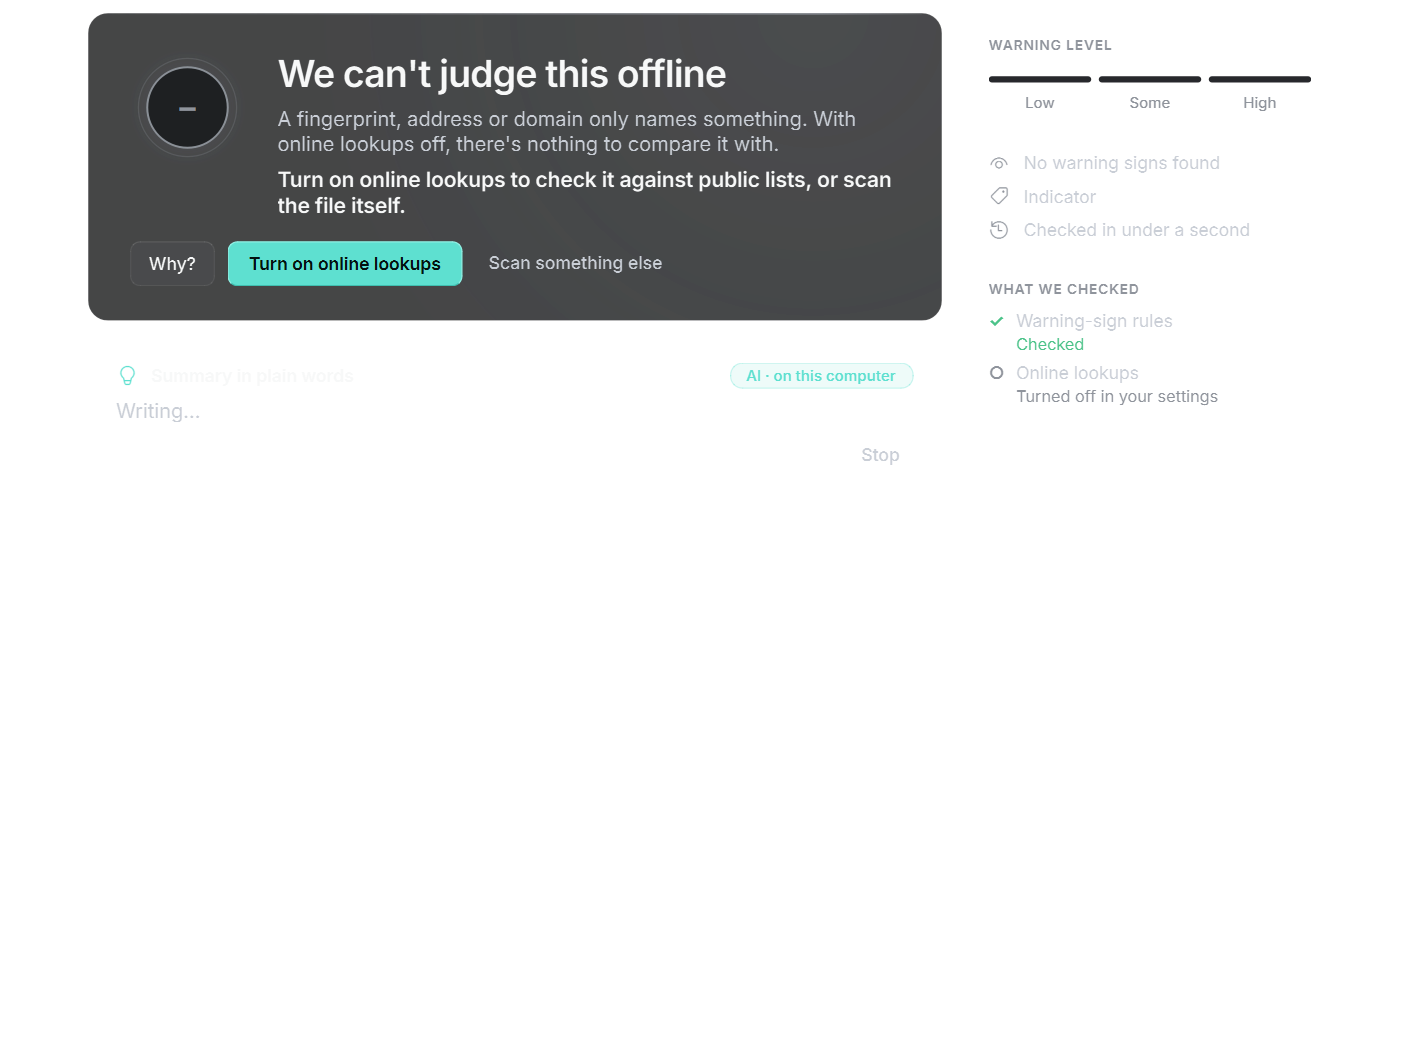 We can't judge this offline
A fingerprint, address or domain only names something. With
online lookups off, there's nothing to compare it with.
Turn on online lookups to check it against public lists, or scan
the file itself.
Why?
Turn on online lookups
Scan something else
Summary in plain words
AI · on this computer
Writing...
Stop
WARNING LEVEL
Low
Some
High
No warning signs found
Indicator
Checked in under a second
WHAT WE CHECKED
Warning-sign rules
Checked
Online lookups
Turned off in your settings